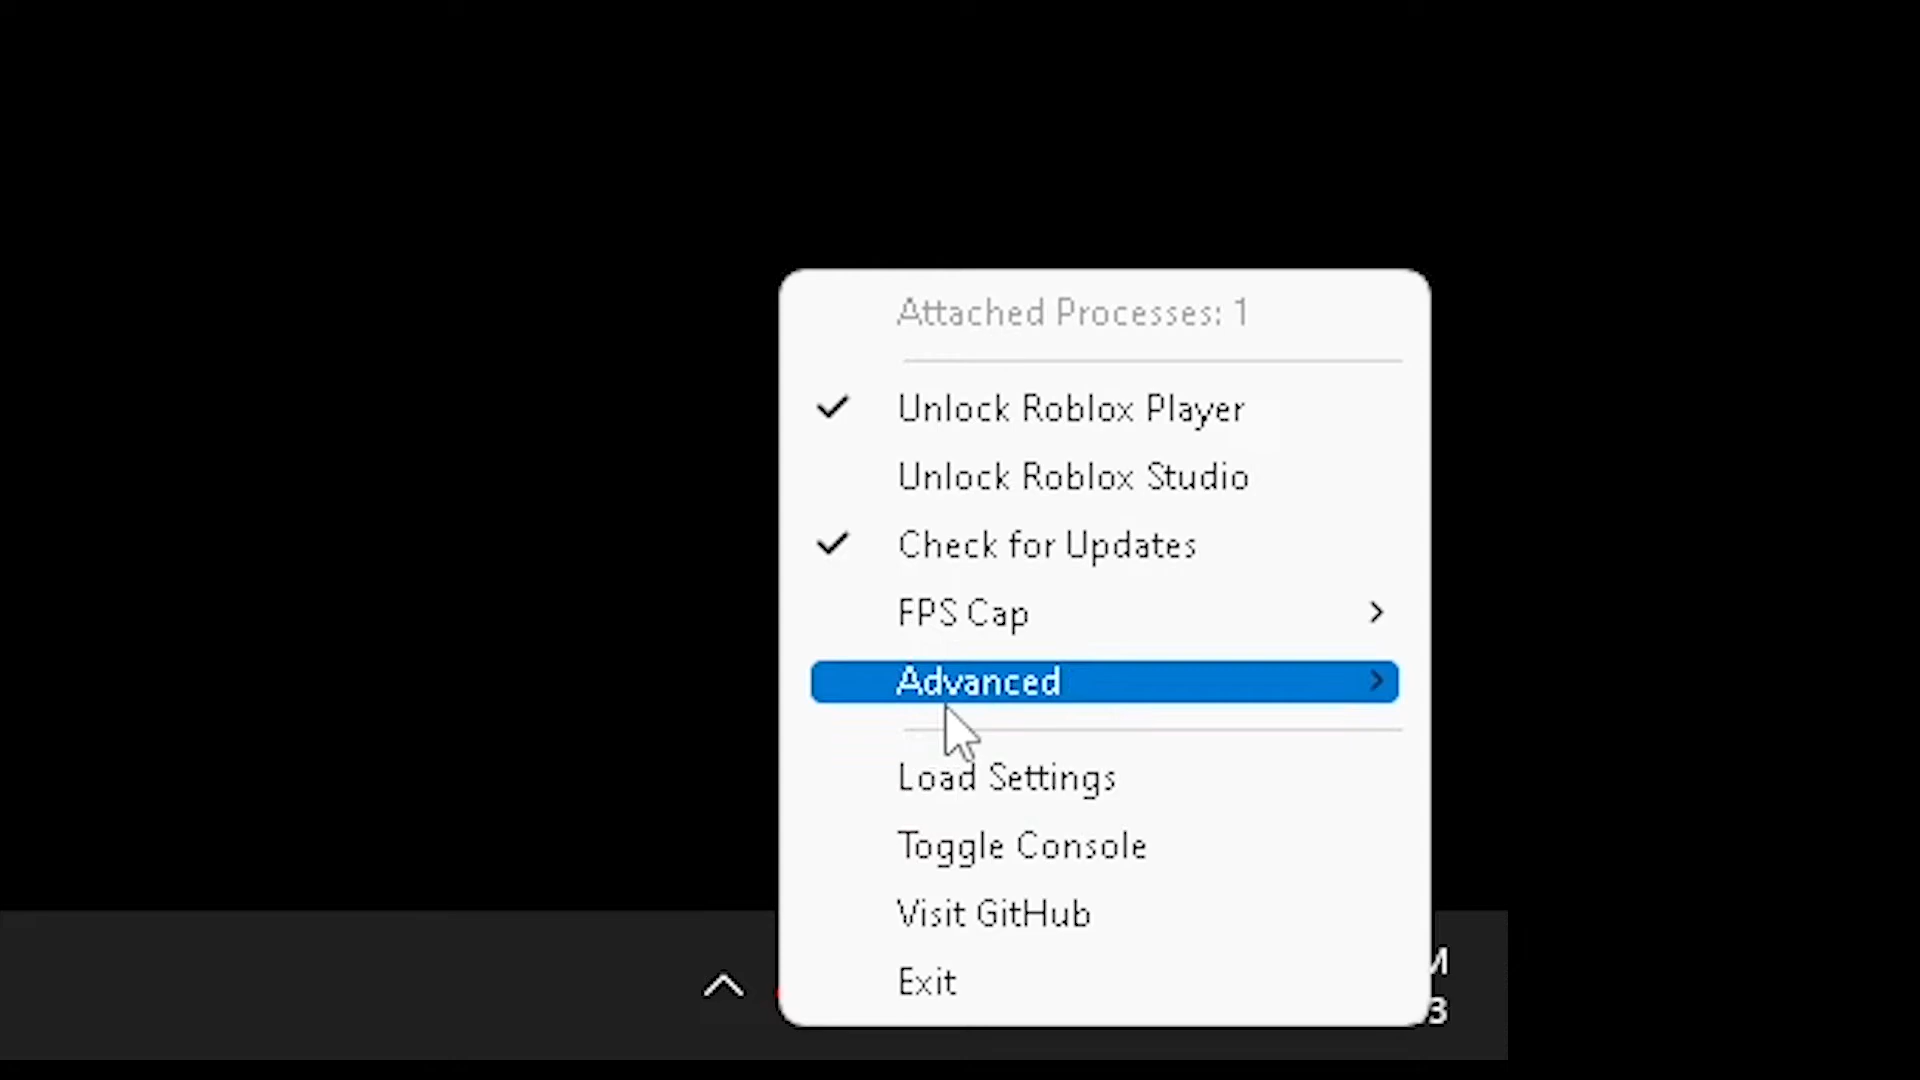 Attached Processes: 1
Unlock Roblox Player
Unlock Roblox Studio
Check for Updates
FPS Cap
Advanced
Load Settings
Toggle Console
Visit GitHub
Exit
M
3